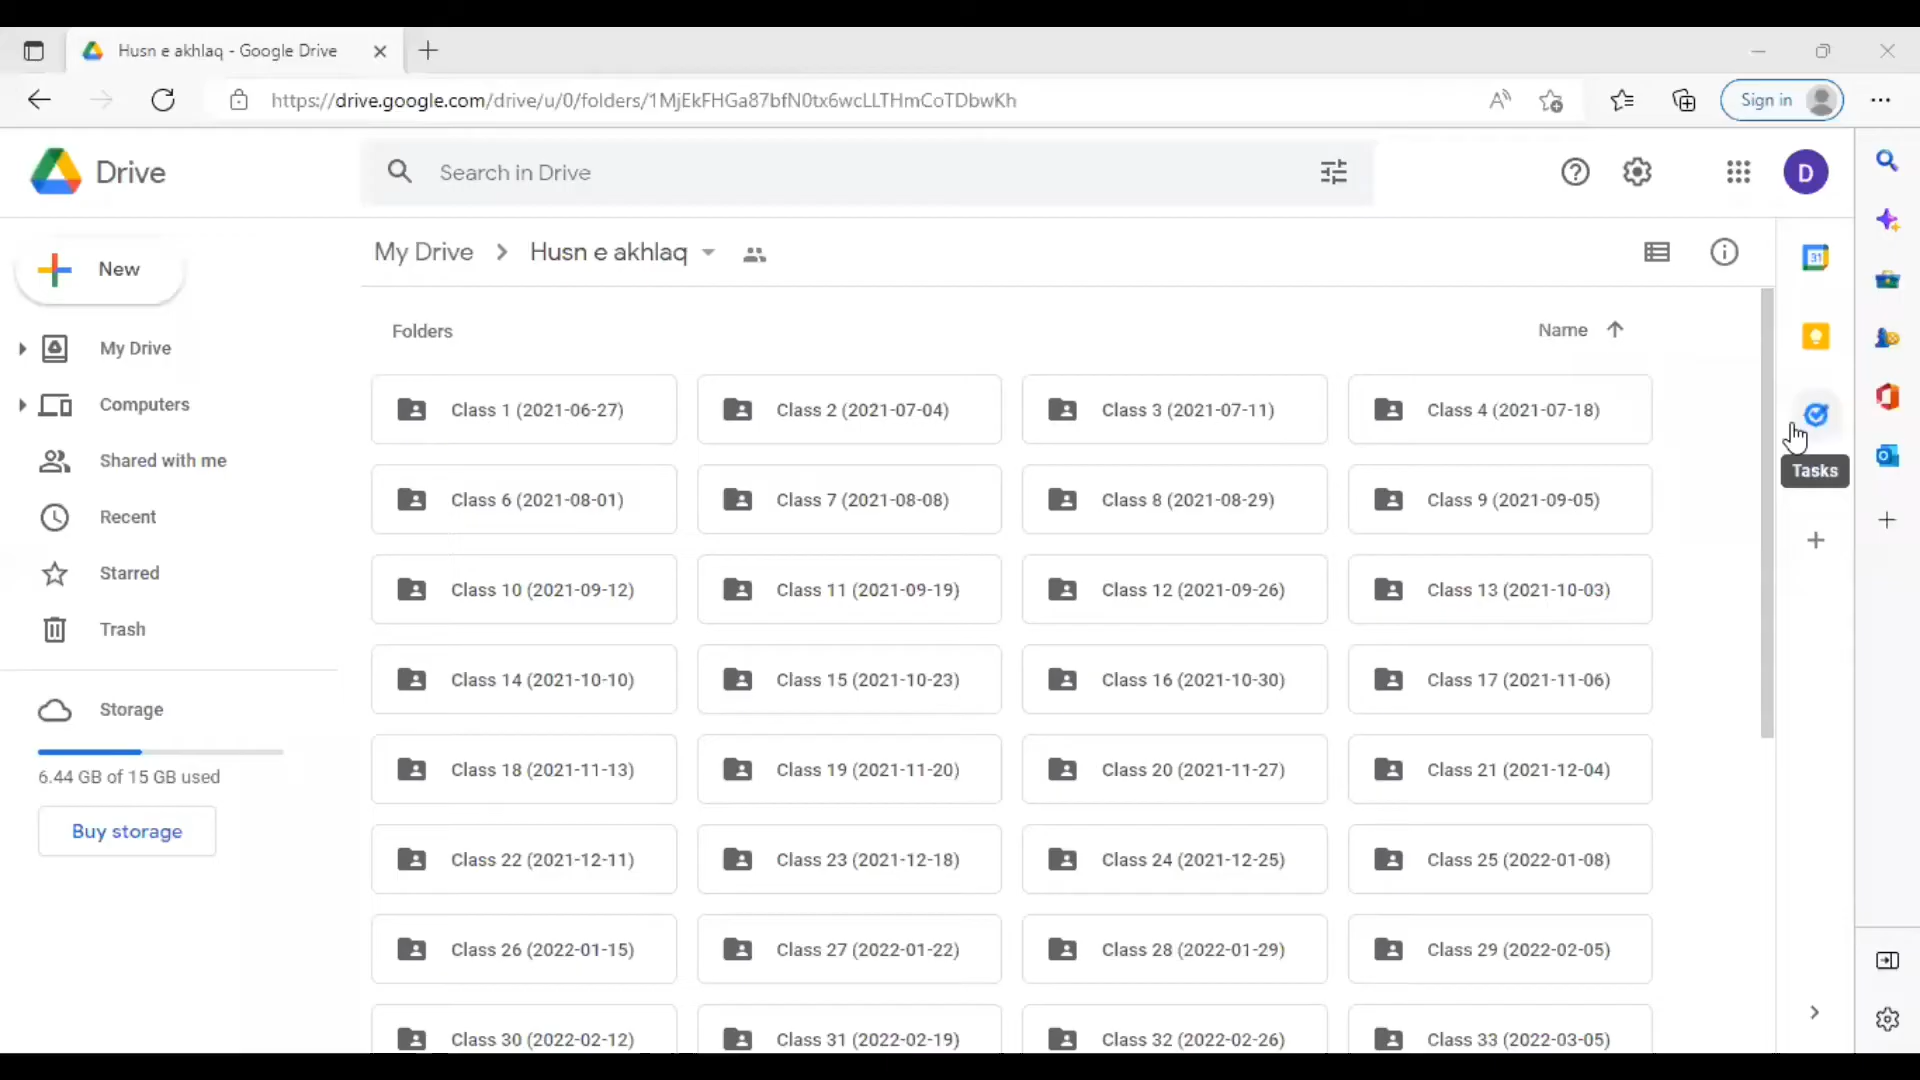 Husn e akhlaq - Google Drive
https://drive.google.com/drive/u/0/folders/1MjEkFHGa87bfN0tx6wcLLTHmCoTDbwKh
Sign in
Drive
Search in Drive
D
New
My Drive
Computers
Shared with me
Recent
Starred
Trash
Storage
6.44 GB of 15 GB used
Buy storage
My Drive > Husn e akhlaq
Folders
Name
Class 1 (2021-06-27)
Class 2 (2021-07-04)
Class 3 (2021-07-11)
Class 4 (2021-07-18)
Class 6 (2021-08-01)
Class 7 (2021-08-08)
Class 8 (2021-08-29)
Class 9 (2021-09-05)
Class 10 (2021-09-12)
Class 11 (2021-09-19)
Class 12 (2021-09-26)
Class 13 (2021-10-03)
Class 14 (2021-10-10)
Class 15 (2021-10-23)
Class 16 (2021-10-30)
Class 17 (2021-11-06)
Class 18 (2021-11-13)
Class 19 (2021-11-20)
Class 20 (2021-11-27)
Class 21 (2021-12-04)
Class 22 (2021-12-11)
Class 23 (2021-12-18)
Class 24 (2021-12-25)
Class 25 (2022-01-08)
Class 26 (2022-01-15)
Class 27 (2022-01-22)
Class 28 (2022-01-29)
Class 29 (2022-02-05)
Class 30 (2022-02-12)
Class 31 (2022-02-19)
Class 32 (2022-02-26)
Class 33 (2022-03-05)
31
Tasks